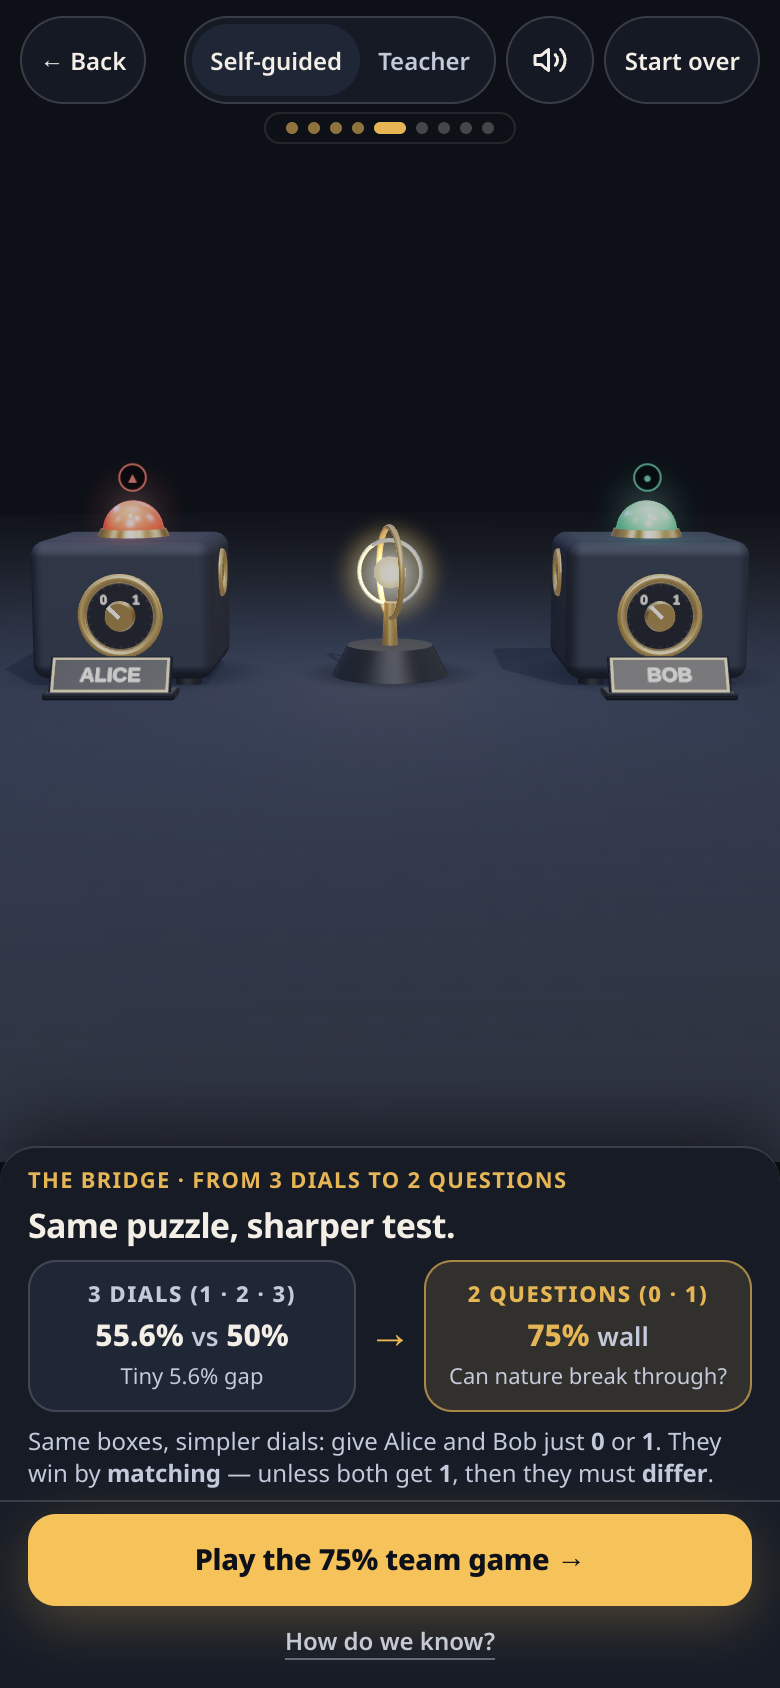 ← Back
Self-guided
Teacher
Start over
0 1
ALICE
0 1
BOB
THE BRIDGE · FROM 3 DIALS TO 2 QUESTIONS
Same puzzle, sharper test.
3 DIALS (1 · 2 · 3)
55.6% vs 50%
Tiny 5.6% gap
→
2 QUESTIONS (0 · 1)
75% wall
Can nature break through?
Same boxes, simpler dials: give Alice and Bob just 0 or 1. They
win by matching — unless both get 1, then they must differ.
Play the 75% team game →
How do we know?